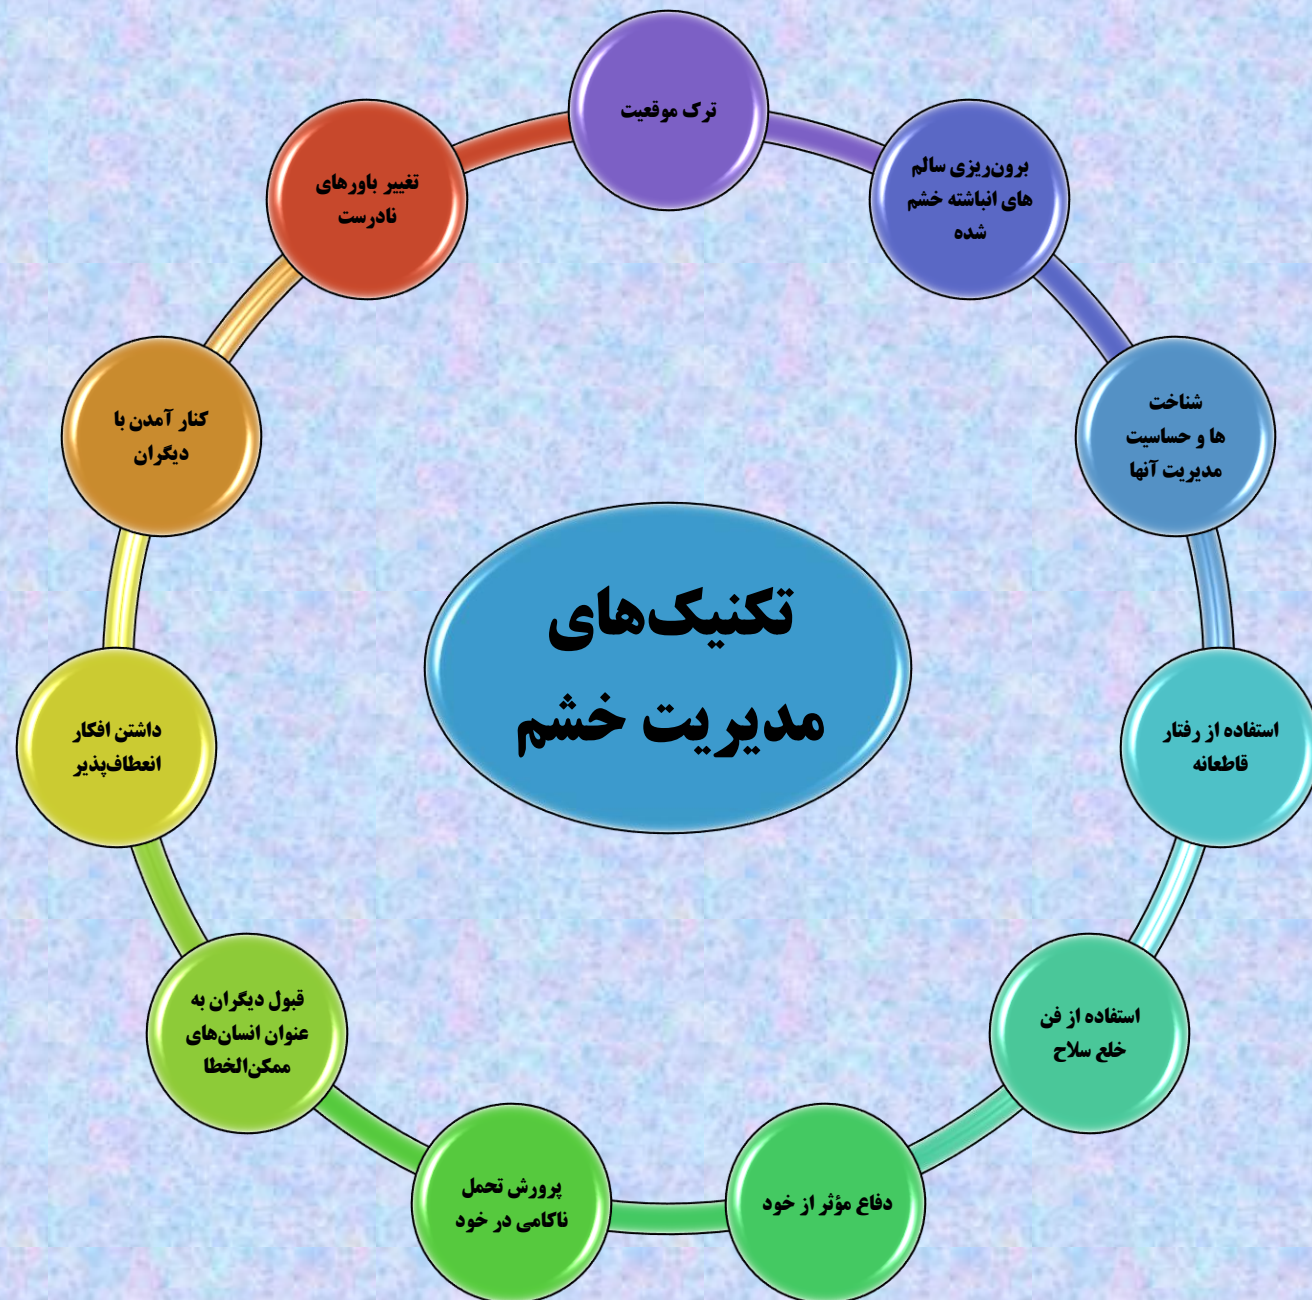 تکنیک‌های
مدیریت خشم
ترک موقعیت
برون‌ریزی سالم
های انباشته خشم
شده
شناخت
ها و حساسیت
مدیریت آنها
استفاده از رفتار
قاطعانه
استفاده از فن
خلع سلاح
دفاع مؤثر از خود
پرورش تحمل
ناکامی در خود
قبول دیگران به
عنوان انسان‌های
ممکن‌الخطا
داشتن افکار
انعطاف‌پذیر
کنار آمدن با
دیگران
تغییر باورهای
نادرست